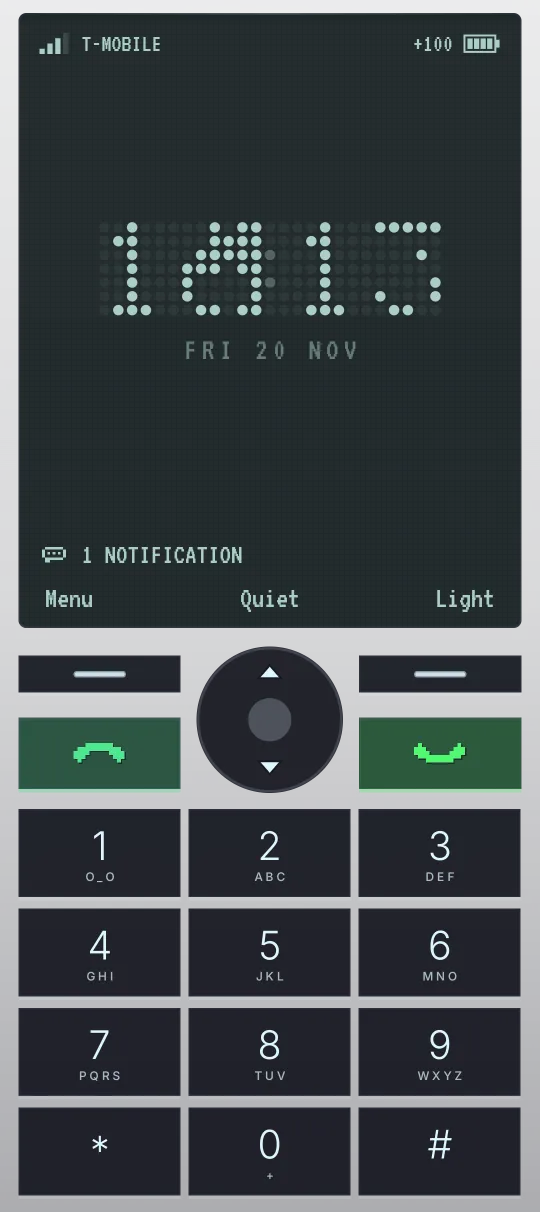 T-MOBILE +100
FRI 20 NOV
1 NOTIFICATION
Menu Quiet Light
1 2 3
O_O ABC DEF
4 5 6
GHI JKL MNO
7 8 9
PQRS TUV WXYZ
* 0 #
+